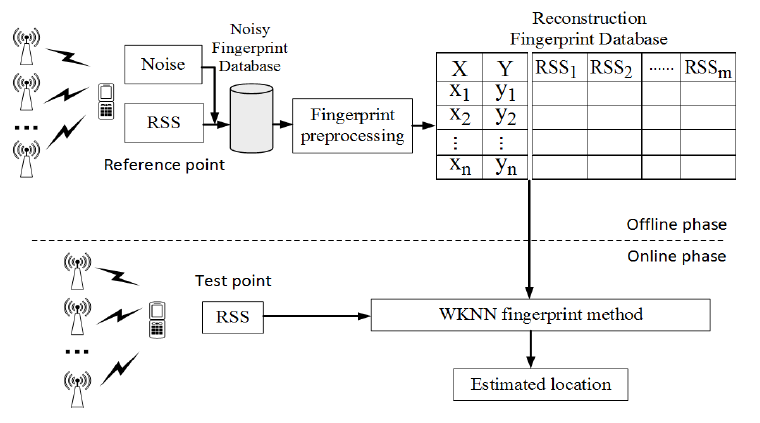 Reconstruction
Fingerprint Database
Noisy
Fingerprint
Database
Noise
RSS
Fingerprint
preprocessing
X Y RSS1 RSS2 ...... RSSm
x1 y1
x2 y2
⋮ ⋮
xn yn
...
Reference point
Offline phase
Online phase
Test point
RSS
WKNN fingerprint method
...
Estimated location